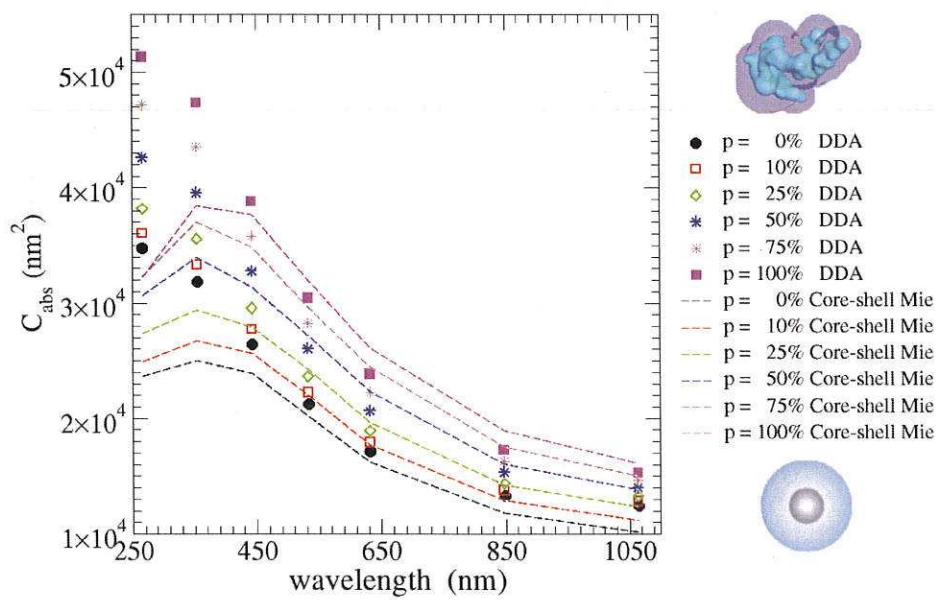 5×10⁴
4×10⁴
3×10⁴
2×10⁴
1×10⁴
C_abs (nm²)
250 450 650 850 1050
wavelength (nm)
p = 0% DDA
p = 10% DDA
p = 25% DDA
p = 50% DDA
p = 75% DDA
p = 100% DDA
p = 0% Core-shell Mie
p = 10% Core-shell Mie
p = 25% Core-shell Mie
p = 50% Core-shell Mie
p = 75% Core-shell Mie
p = 100% Core-shell Mie